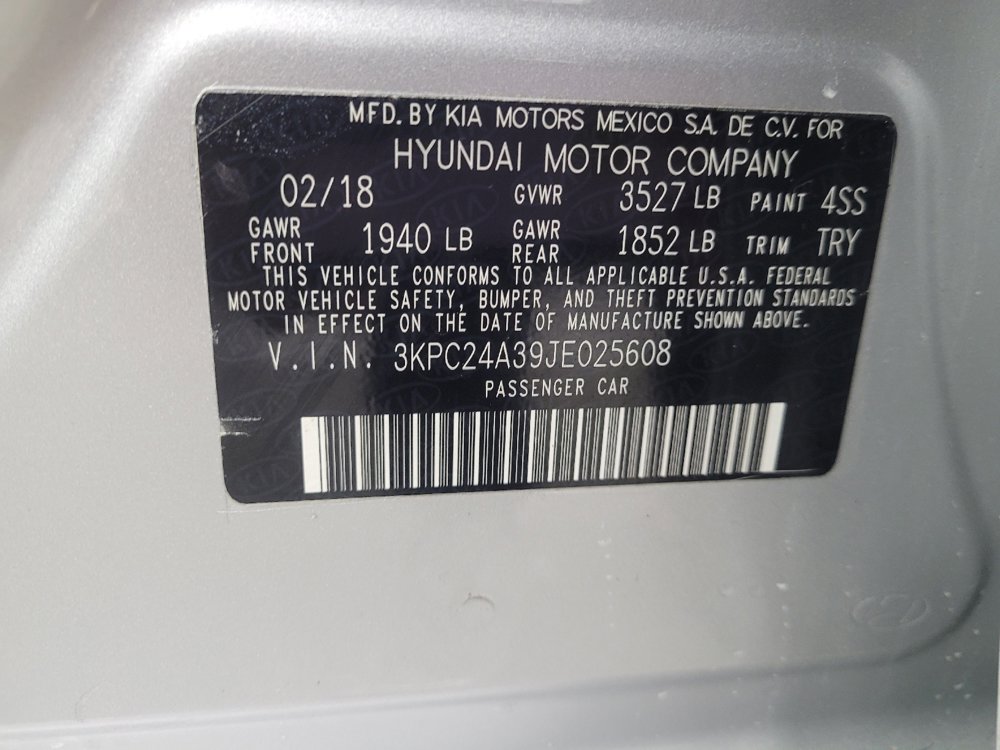 MFD. BY KIA MOTORS MEXICO S.A. DE C.V. FOR
HYUNDAI MOTOR COMPANY
02/18 GVWR 3527 LB PAINT 4SS
GAWR FRONT 1940 LB GAWR REAR 1852 LB TRIM TRY
THIS VEHICLE CONFORMS TO ALL APPLICABLE U.S.A. FEDERAL
MOTOR VEHICLE SAFETY, BUMPER, AND THEFT PREVENTION STANDARDS
IN EFFECT ON THE DATE OF MANUFACTURE SHOWN ABOVE.
V.I.N. 3KPC24A39JE025608
PASSENGER CAR